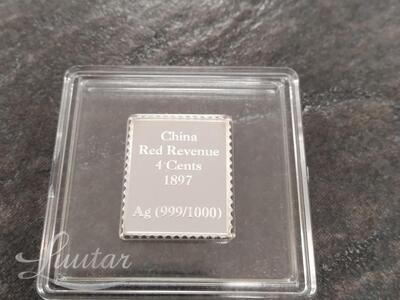 China
Red Revenue
4 Cents
1897
Ag (999/1000)
Luutar